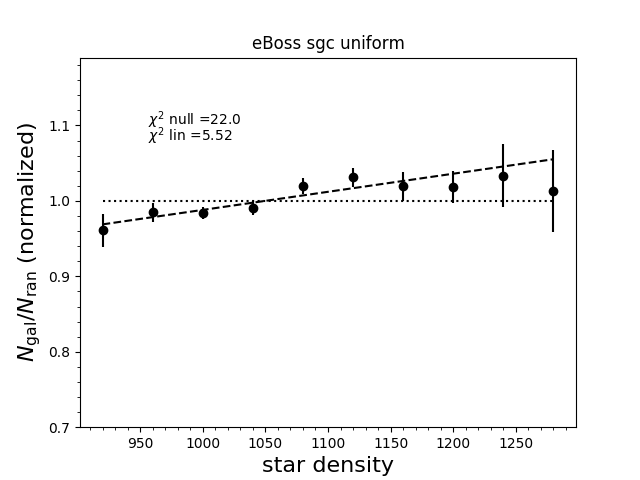 eBoss sgc uniform
χ² null =22.0
χ² lin =5.52
N_gal/N_ran (normalized)
1.1
1.0
0.9
0.8
0.7
950 1000 1050 1100 1150 1200 1250
star density